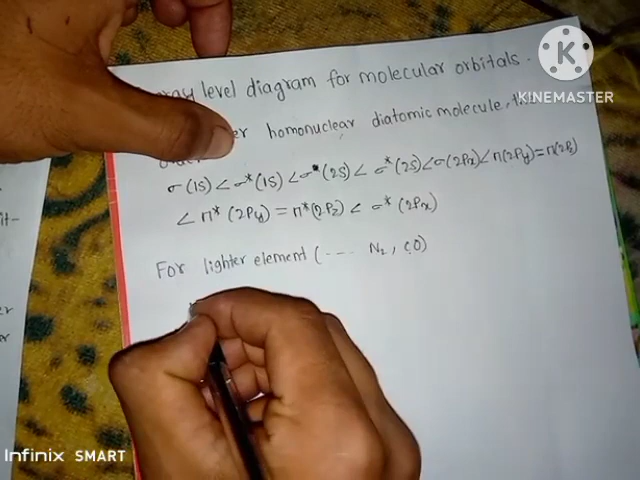 level diagram for molecular orbitals.
homonuclear diatomic molecule,
σ(1S) < σ*(1S) < σ*(2S) < σ*(2S) < σ(2Px) < π(2Py) = π(2Pz)
< π*(2Py) = π*(2Pz) < σ*(2Px)
For lighter element (--- N2, CO)
KINEMASTER
Infinix SMART